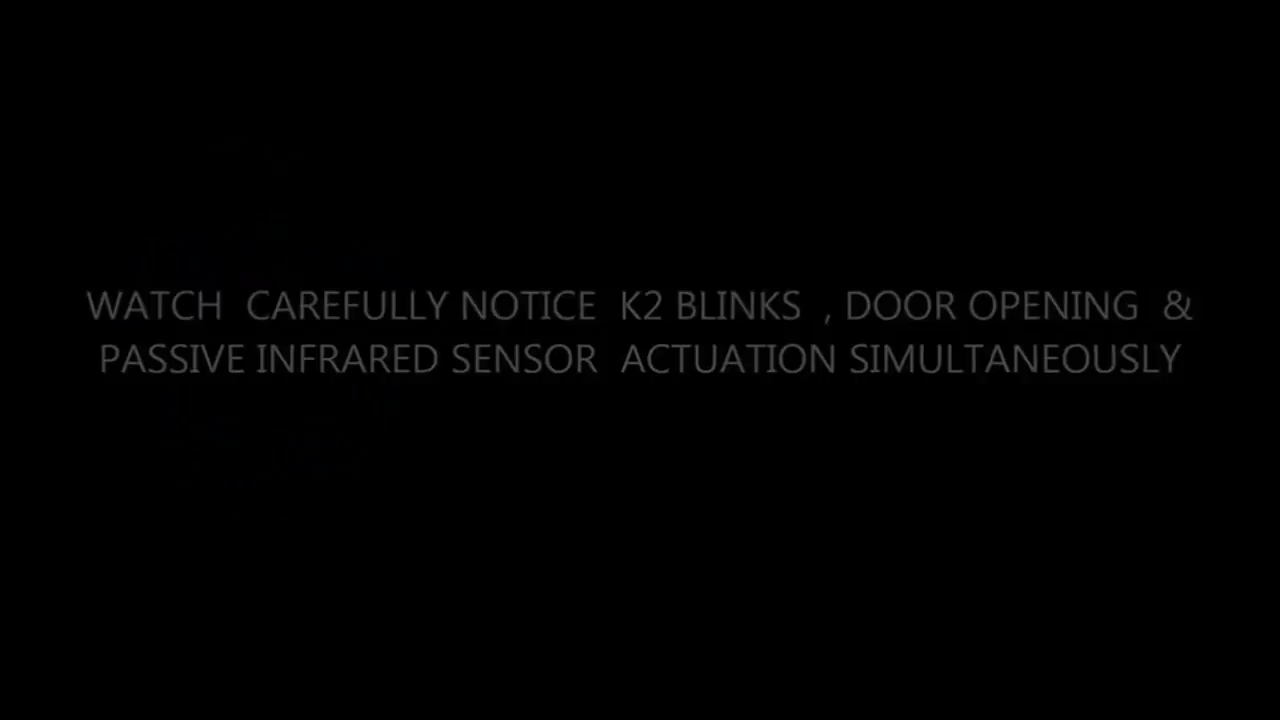 WATCH CAREFULLY NOTICE K2 BLINKS , DOOR OPENING &
PASSIVE INFRARED SENSOR ACTUATION SIMULTANEOUSLY